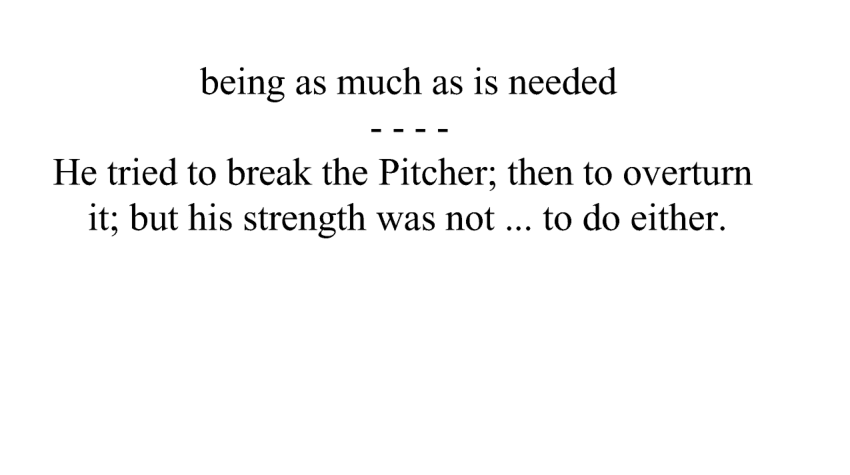 being as much as is needed
- - - -
He tried to break the Pitcher; then to overturn
it; but his strength was not ... to do either.